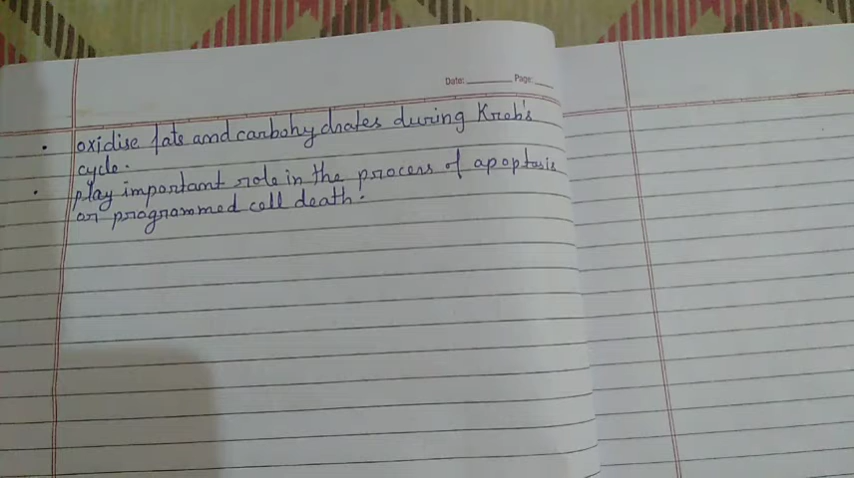 Date: Page:
• oxidise fats and carbohydrates during Kreb's
cycle.
• play important role in the process of apoptosis
or programmed cell death.